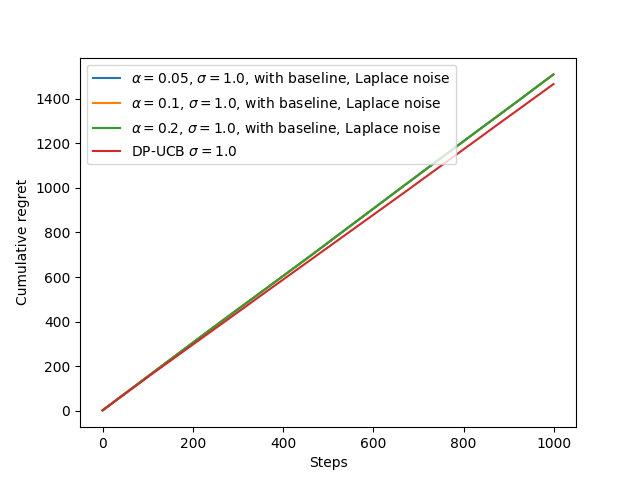 α = 0.05, σ = 1.0, with baseline, Laplace noise
α = 0.1, σ = 1.0, with baseline, Laplace noise
α = 0.2, σ = 1.0, with baseline, Laplace noise
DP-UCB σ = 1.0
Cumulative regret
1400
1200
1000
800
600
400
200
0
0 200 400 600 800 1000
Steps